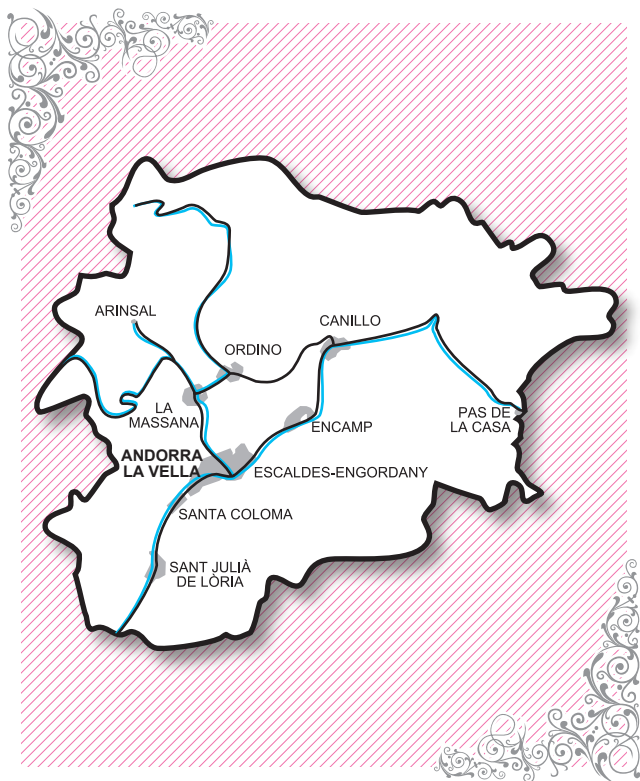 ARINSAL
CANILLO
ORDINO
LA
MASSANA
PAS DE
LA CASA
ENCAMP
ANDORRA
LA VELLA
ESCALDES-ENGORDANY
SANTA COLOMA
SANT JULIÀ
DE LÒRIA